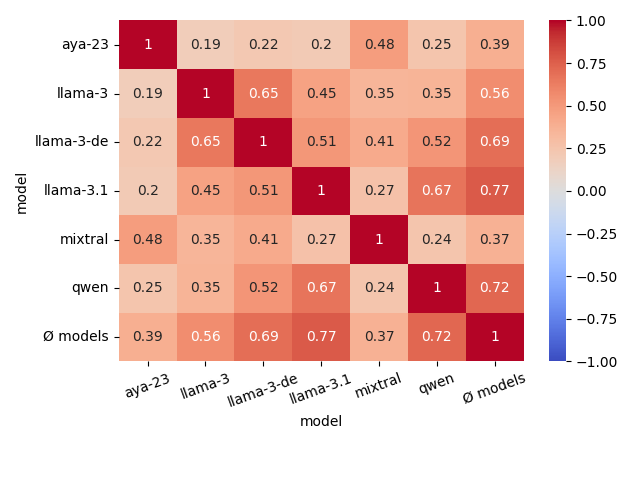 aya-23 1 0.19 0.22 0.2 0.48 0.25 0.39
llama-3 0.19 1 0.65 0.45 0.35 0.35 0.56
llama-3-de 0.22 0.65 1 0.51 0.41 0.52 0.69
llama-3.1 0.2 0.45 0.51 1 0.27 0.67 0.77
mixtral 0.48 0.35 0.41 0.27 1 0.24 0.37
qwen 0.25 0.35 0.52 0.67 0.24 1 0.72
Ø models 0.39 0.56 0.69 0.77 0.37 0.72 1
model
aya-23 llama-3 llama-3-de llama-3.1 mixtral qwen Ø models
model
1.00
0.75
0.50
0.25
0.00
−0.25
−0.50
−0.75
−1.00